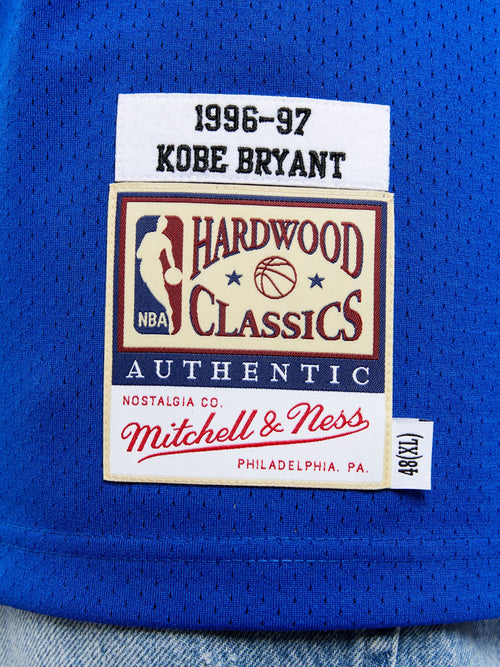 1996-97
KOBE BRYANT
HARDWOOD
CLASSICS
NBA
AUTHENTIC
NOSTALGIA CO.
Mitchell & Ness
PHILADELPHIA, PA.
48(XL)